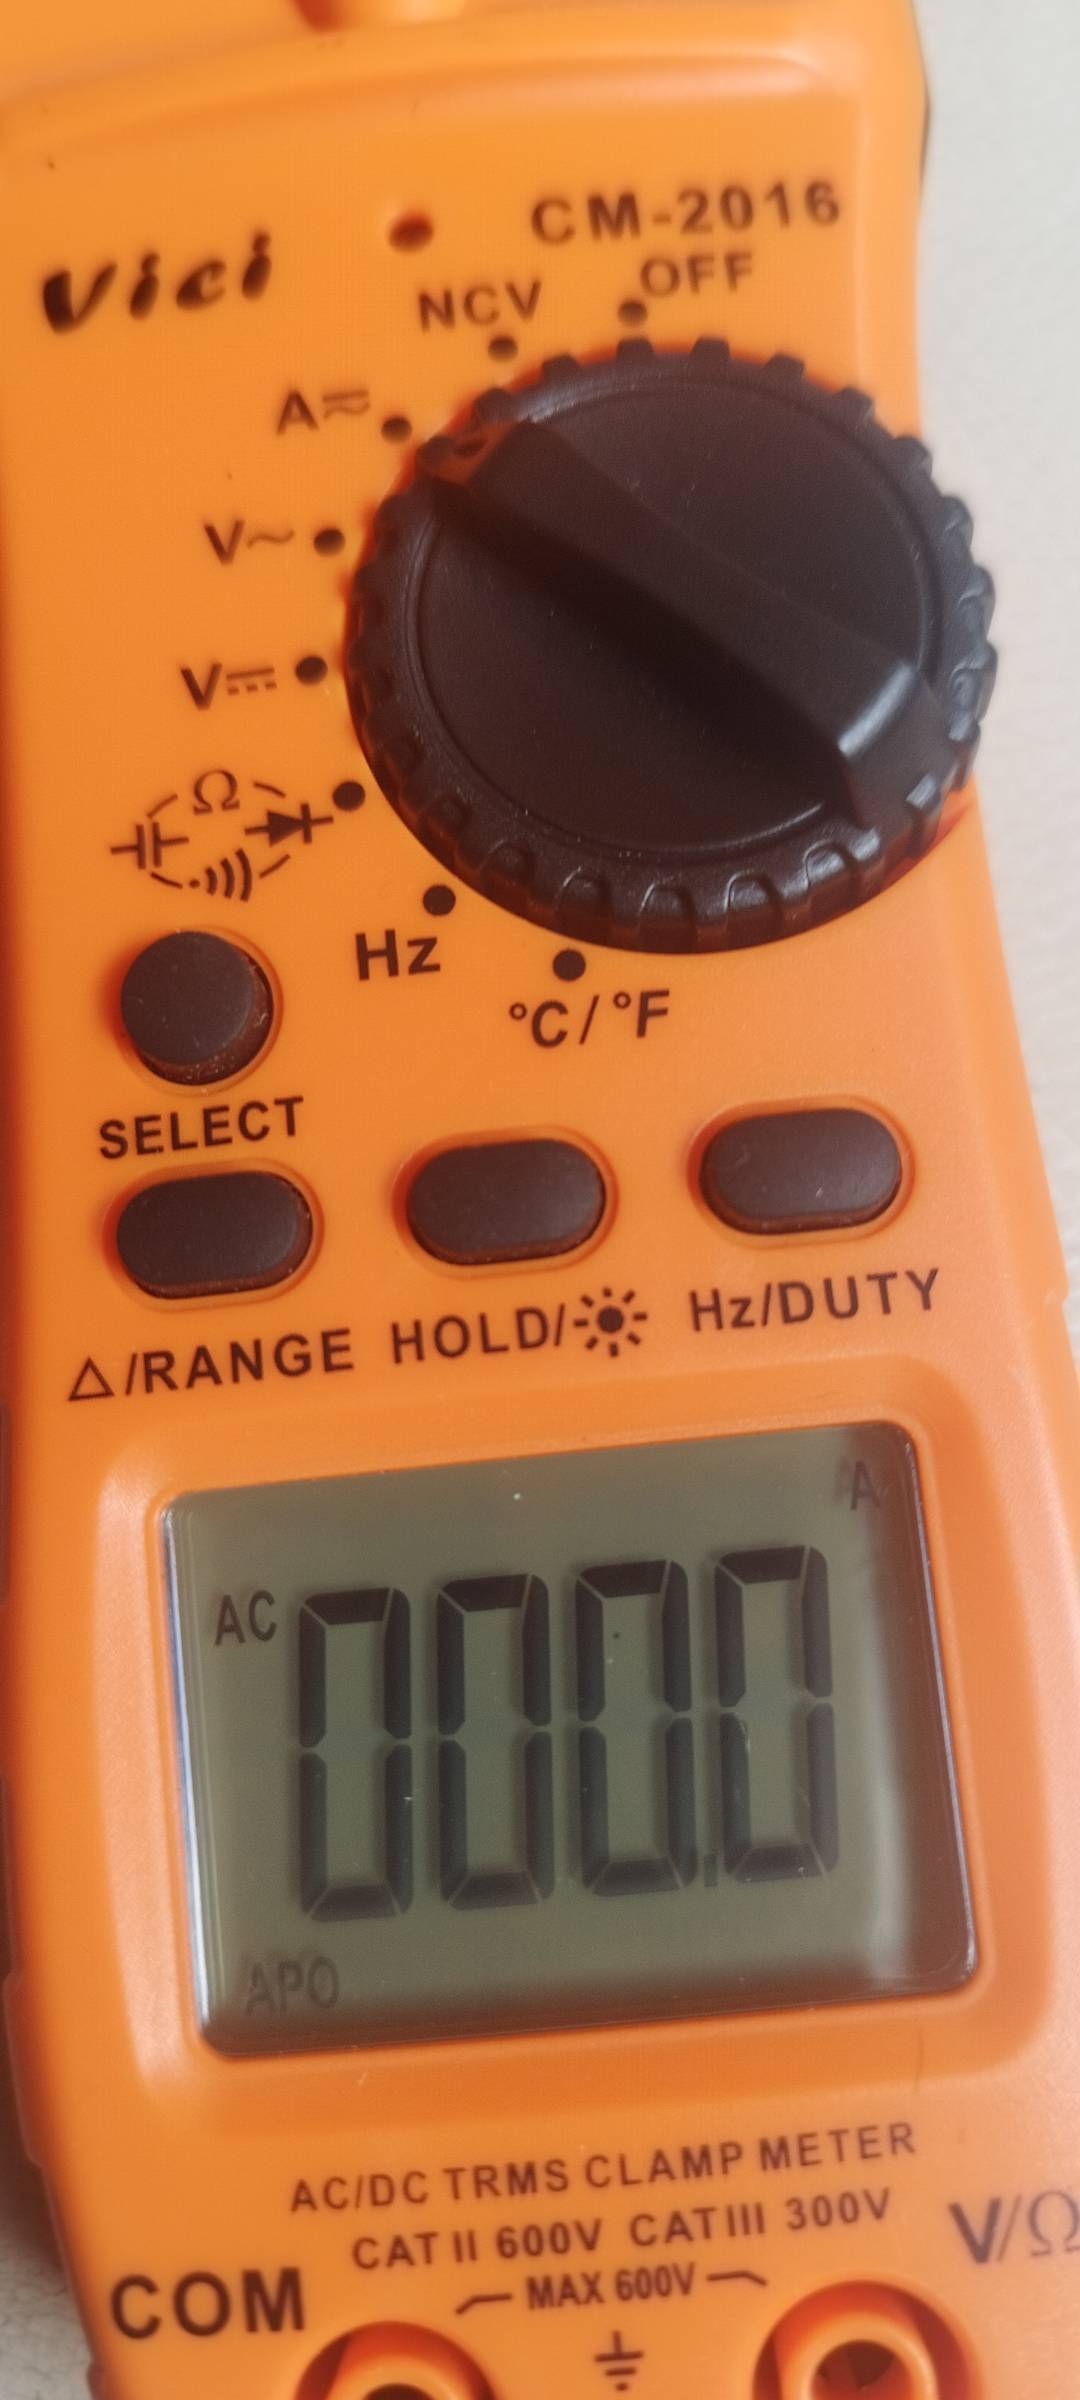 Vici
CM-2016
OFF
NCV
A
V~
V
Ω
Hz
°C/°F
SELECT
△/RANGE HOLD/ Hz/DUTY
A
AC 000.0
APO
AC/DC TRMS CLAMP METER
CAT II 600V CAT III 300V
V/Ω
COM
MAX 600V